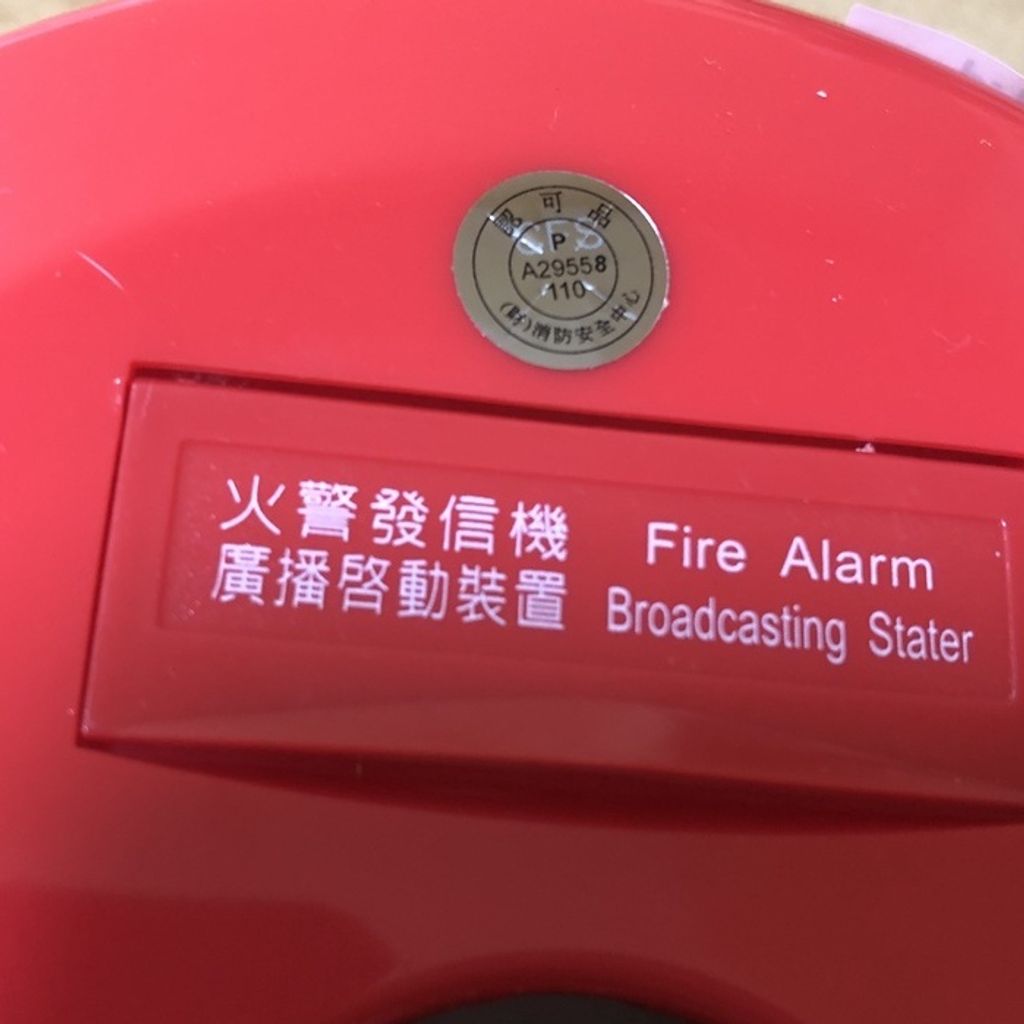 認可品
CFS
P
A29558
110
(財)消防安全中心
火警發信機 Fire Alarm
廣播啓動裝置 Broadcasting Stater